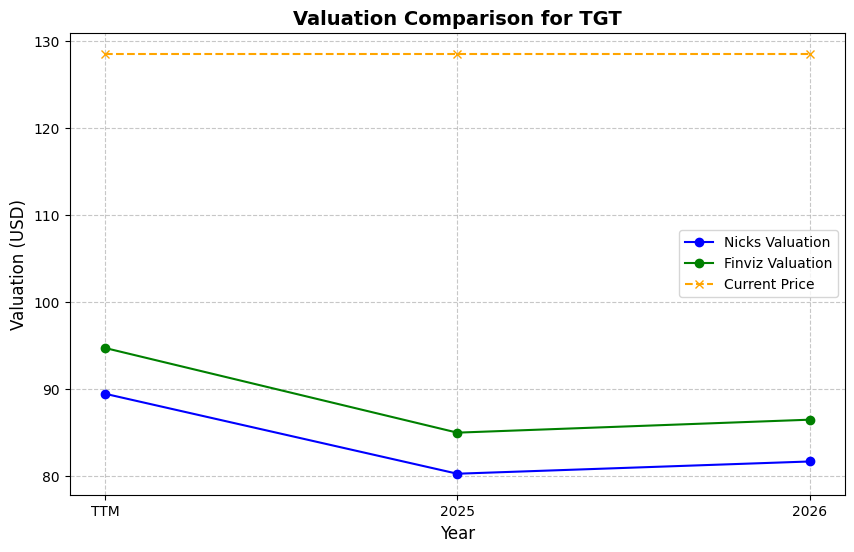 Valuation Comparison for TGT
130
120
110
100
90
80
Valuation (USD)
Nicks Valuation
Finviz Valuation
Current Price
TTM
2025
2026
Year